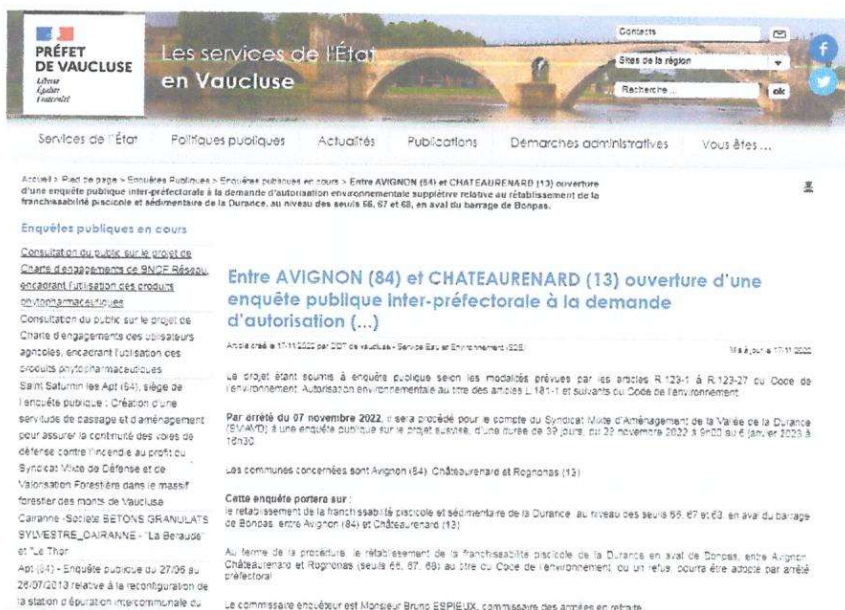 PRÉFET
DE VAUCLUSE
Liberté
Égalité
Fraternité
Les services de l'État
en Vaucluse
Contacts
Sites de la région
Recherche ...
ok
Services de l'État
Politiques publiques
Actualités
Publications
Démarches administratives
Vous êtes ...
Accueil > Pied de page > Enquêtes Publiques > Enquêtes publiques en cours > Entre AVIGNON (84) et CHATEAURENARD (13) ouverture
d'une enquête publique inter-préfectorale à la demande d'autorisation environnementale supplétive relative au rétablissement de la
franchissabilité piscicole et sédimentaire de la Durance, au niveau des seuils 66, 67 et 68, en aval du barrage de Bonpas.
Enquêtes publiques en cours
Consultation du public sur le projet de
Charte d'engagements de SNCF Réseau,
encadrant l'utilisation des produits
phytopharmaceutiques
Consultation du public sur le projet de
Charte d'engagements des utilisateurs
agricoles, encadrant l'utilisation des
produits phytopharmaceutiques
Saint Saturnin les Apt (84), siège de
l'enquête publique : Création d'une
servitude de passage et d'aménagement
pour assurer la continuité des voies de
défense contre l'incendie au profit du
Syndicat Mixte de Défense et de
Valorisation Forestière dans le massif
forestier des monts de Vaucluse
Cairanne -Société BETONS GRANULATS
SYLVESTRE_CAIRANNE - "La Béraude"
et "Le Thor
Apt (84) - Enquête publique du 27/06 au
26/07/2013 relative à la reconfiguration de
la station d'épuration intercommunale du
Entre AVIGNON (84) et CHATEAURENARD (13) ouverture d'une
enquête publique inter-préfectorale à la demande
d'autorisation (...)
Article créé le 17/11/2022 par DDT de vaucluse - Service Eau et Environnement (SEE)
Mis à jour le 17/11/2022
Le projet étant soumis à enquête publique selon les modalités prévues par les articles R.123-1 à R.123-27 du Code de
l'environnement. Autorisation environnementale au titre des articles L.181-1 et suivants du Code de l'environnement.
Par arrêté du 07 novembre 2022, il sera procédé pour le compte du Syndicat Mixte d'Aménagement de la Vallée de la Durance
(SMAVD) à une enquête publique sur le projet susvisé, d'une durée de 39 jours, du 29 novembre 2022 à 9h00 au 6 janvier 2023 à
16h30.
Les communes concernées sont Avignon (84), Châteaurenard et Rognonas (13)
Cette enquête portera sur :
le rétablissement de la franchissabilité piscicole et sédimentaire de la Durance, au niveau des seuils 66, 67 et 68, en aval du barrage
de Bonpas, entre Avignon (84) et Châteaurenard (13)
Au terme de la procédure, le rétablissement de la franchissabilité piscicole de la Durance en aval de Bonpas, entre Avignon,
Châteaurenard et Rognonas (seuils 66, 67, 68) au titre du Code de l'environnement, ou un refus, pourra être adopté par arrêté
préfectoral.
Le commissaire enquêteur est Monsieur Bruno ESPIEUX, commissaire des armées en retraite.